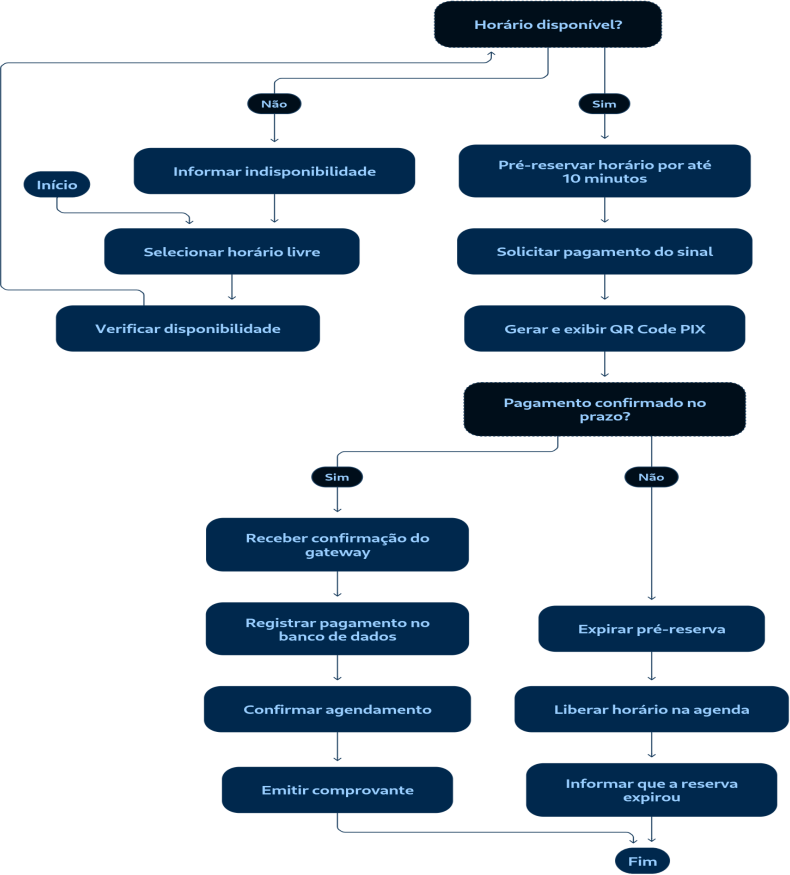 Horário disponível?
Não
Sim
Informar indisponibilidade
Pré-reservar horário por até
10 minutos
Início
Selecionar horário livre
Solicitar pagamento do sinal
Verificar disponibilidade
Gerar e exibir QR Code PIX
Pagamento confirmado no
prazo?
Sim
Não
Receber confirmação do
gateway
Registrar pagamento no
banco de dados
Expirar pré-reserva
Confirmar agendamento
Liberar horário na agenda
Emitir comprovante
Informar que a reserva
expirou
Fim